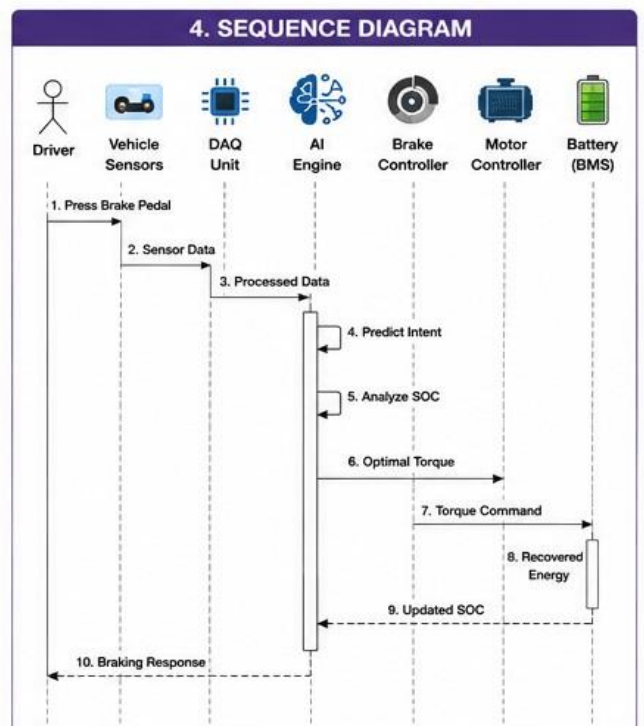 4. SEQUENCE DIAGRAM
Driver
Vehicle
Sensors
DAQ
Unit
AI
Engine
Brake
Controller
Motor
Controller
Battery
(BMS)
1. Press Brake Pedal
2. Sensor Data
3. Processed Data
4. Predict Intent
5. Analyze SOC
6. Optimal Torque
7. Torque Command
8. Recovered
Energy
9. Updated SOC
10. Braking Response